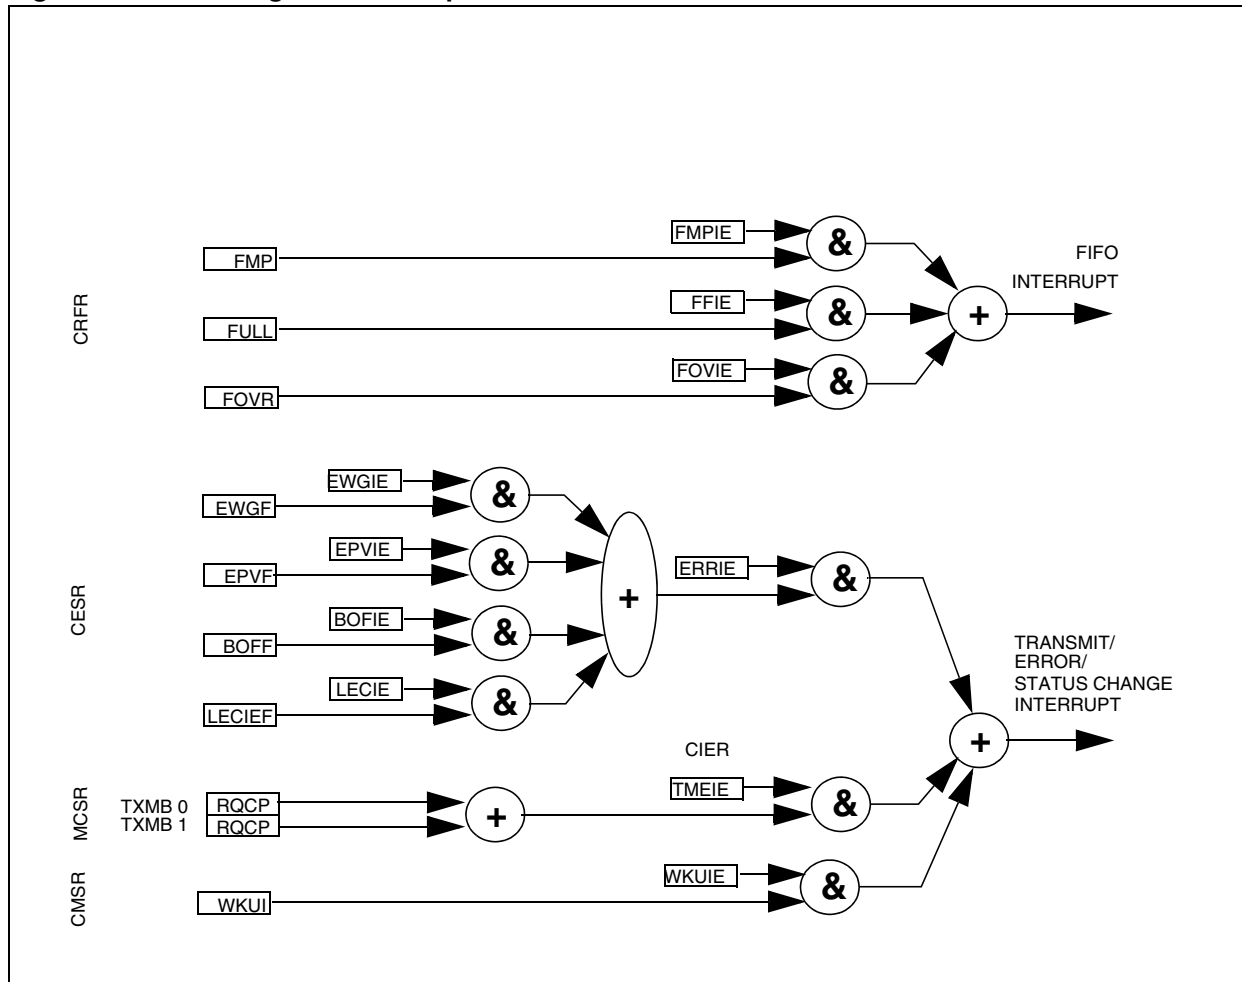 FMPIE
&
FMP
FIFO
INTERRUPT
CRFR
FFIE
&
+
FULL
FOVIE
&
FOVR
EWGIE
&
EWGF
EPVIE
&
EPVF
ERRIE
&
+
CESR
BOFIE
&
BOFF
TRANSMIT/
ERROR/
STATUS CHANGE
INTERRUPT
LECIE
&
LECIEF
+
CIER
MCSR
TXMB 0
RQCP
TXMB 1
RQCP
+
TMEIE
&
CMSR
WKUIE
&
WKUI